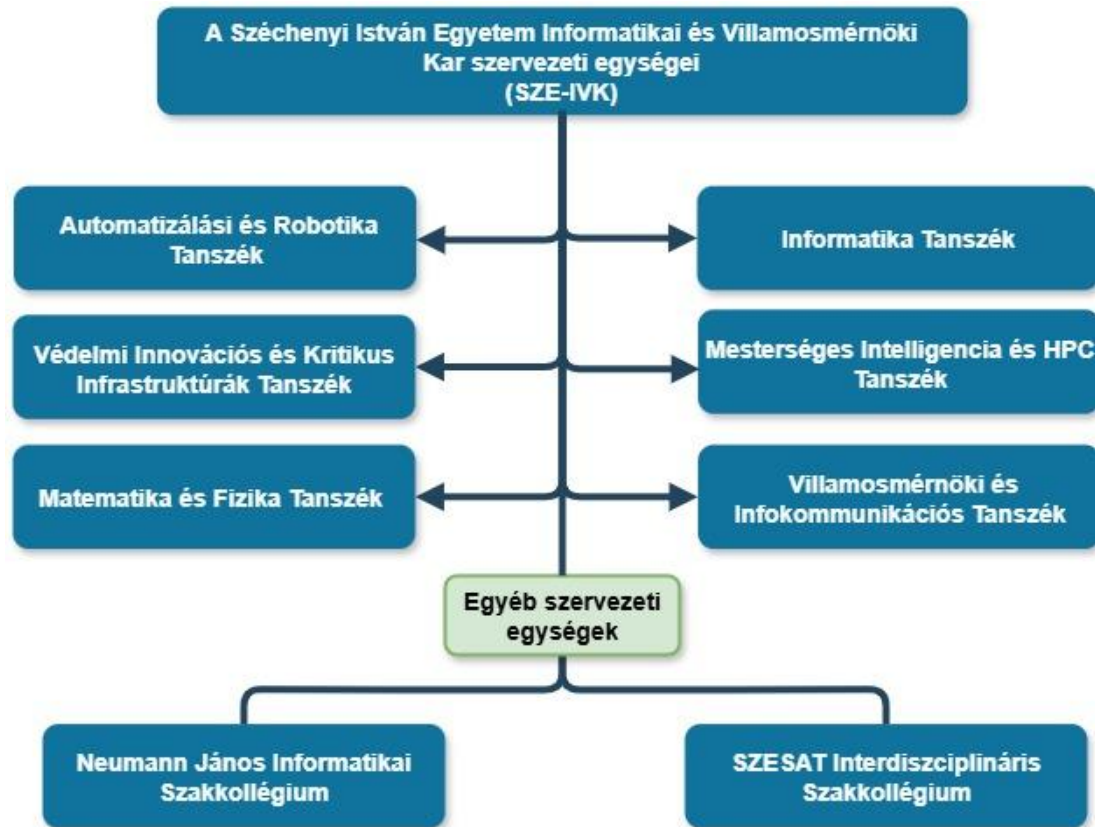 A Széchenyi István Egyetem Informatikai és Villamosmérnöki
Kar szervezeti egységei
(SZE-IVK)
Automatizálási és Robotika
Tanszék
Informatika Tanszék
Védelmi Innovációs és Kritikus
Infrastruktúrák Tanszék
Mesterséges Intelligencia és HPC
Tanszék
Matematika és Fizika Tanszék
Villamosmérnöki és
Infokommunikációs Tanszék
Egyéb szervezeti
egységek
Neumann János Informatikai
Szakkollégium
SZESAT Interdiszciplináris
Szakkollégium